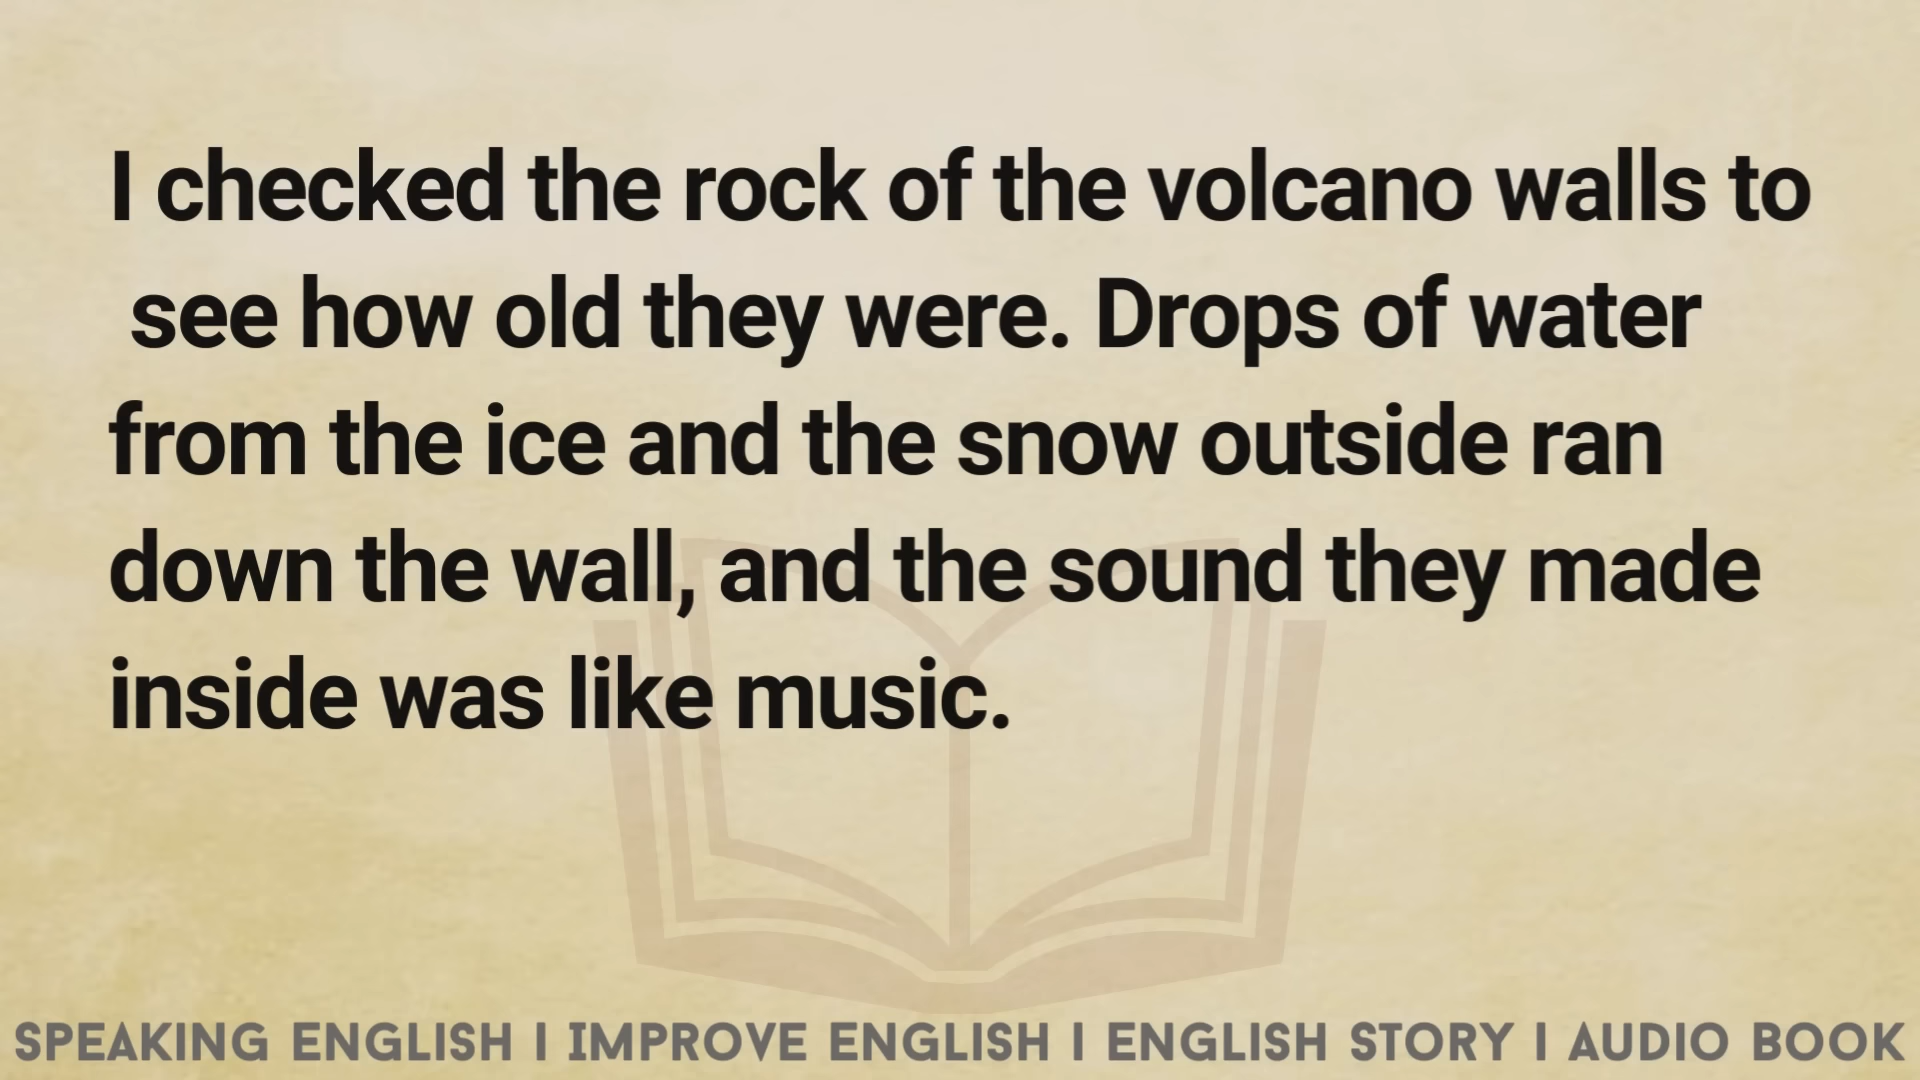 I checked the rock of the volcano walls to
see how old they were. Drops of water
from the ice and the snow outside ran
down the wall, and the sound they made
inside was like music.
SPEAKING ENGLISH I IMPROVE ENGLISH I ENGLISH STORY I AUDIO BOOK